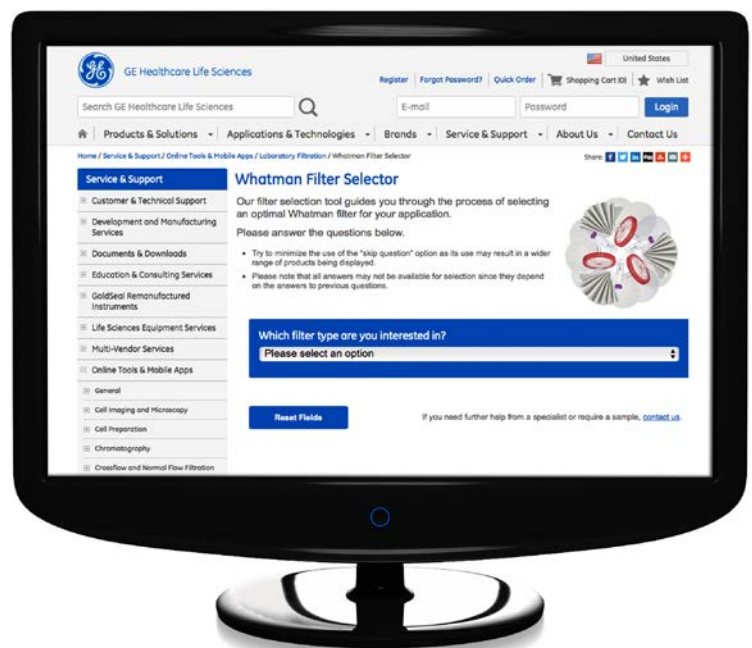 United States
GE Healthcare Life Sciences
Register | Forgot Password? | Quick Order | Shopping Cart (0) | Wish List
Search GE Healthcare Life Sciences
E-mail
Password
Login
Products & Solutions
Applications & Technologies
Brands
Service & Support
About Us
Contact Us
Home / Service & Support / Online Tools & Mobile Apps / Laboratory Filtration / Whatman Filter Selector
Share:
Service & Support
Customer & Technical Support
Development and Manufacturing
Services
Documents & Downloads
Education & Consulting Services
GoldSeal Remanufactured
Instruments
Life Sciences Equipment Services
Multi-Vendor Services
Online Tools & Mobile Apps
General
Cell Imaging and Microscopy
Cell Preparation
Chromatography
Crossflow and Normal Flow Filtration
Whatman Filter Selector
Our filter selection tool guides you through the process of selecting
an optimal Whatman filter for your application.
Please answer the questions below.
• Try to minimize the use of the "skip question" option as its use may result in a wider
range of products being displayed.
• Please note that all answers may not be available for selection since they depend
on the answers to previous questions.
Which filter type are you interested in?
Please select an option
Reset Fields
If you need further help from a specialist or require a sample, contact us.